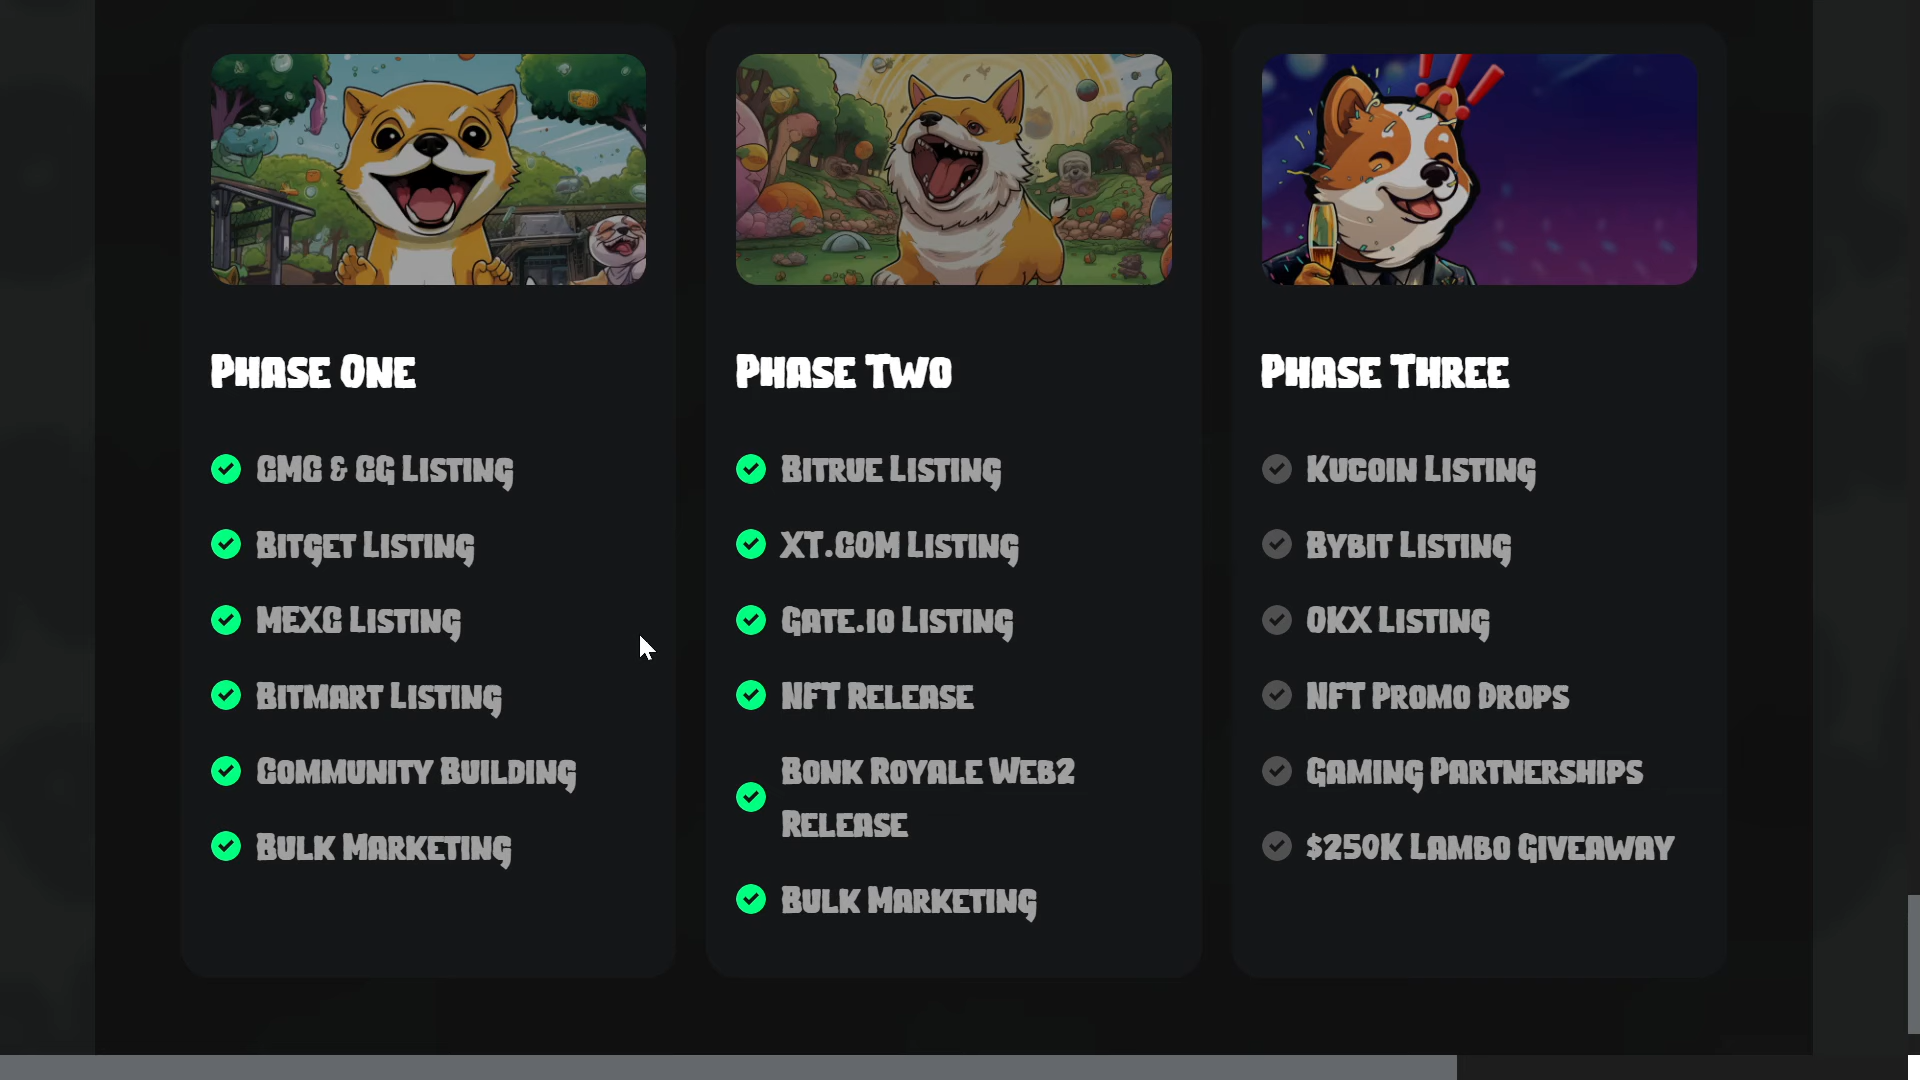 Phase One
CMC & CG Listing
Bitget Listing
MEXC Listing
Bitmart Listing
Community Building
Bulk Marketing
Phase Two
Bitrue Listing
XT.COM Listing
Gate.io Listing
NFT Release
Bonk Royale Web2
Release
Bulk Marketing
Phase Three
Kucoin Listing
Bybit Listing
OKX Listing
NFT Promo Drops
Gaming Partnerships
$250K Lambo Giveaway